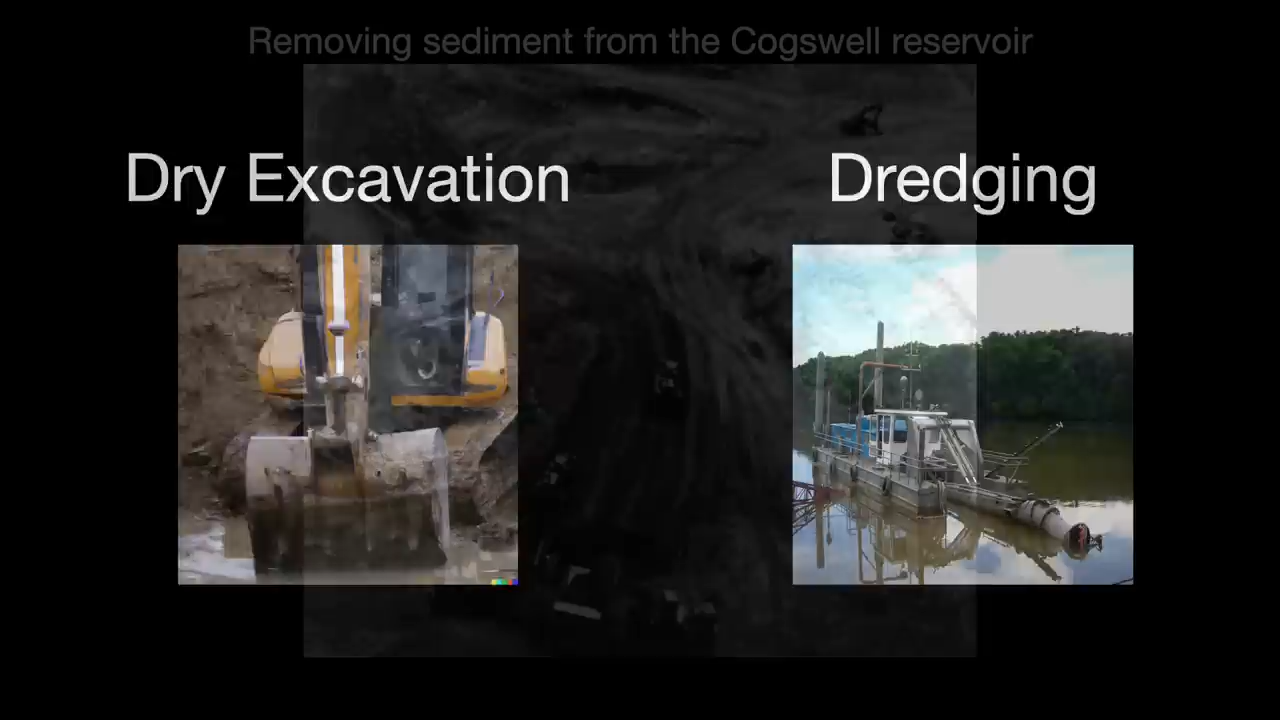 Removing sediment from the Cogswell reservoir
Dry Excavation
Dredging